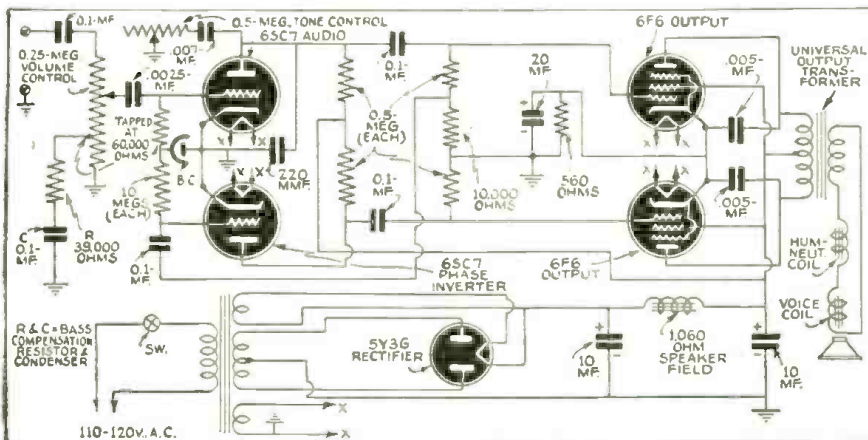 0.1-MF.
0.5-MEG. TONE CONTROL
.007-
MF.
6SC7 AUDIO
6F6 OUTPUT
0.25-MEG
VOLUME
CONTROL
.0025-
MF.
TAPPED
AT
60,000
OHMS
B.C.
X
X
X
X
220
MMF.
10
MEGS
(EACH)
R
39,000
OHMS
C
0.1-
MF.
0.1-
MF.
6SC7
PHASE
INVERTER
0.1-
MF.
0.5-
MEG
(EACH)
0.1-
MF.
10,000
OHMS
20
MF.
560
OHMS
X
X
X
X
6F6
OUTPUT
.005-
MF.
.005-
MF.
UNIVERSAL
OUTPUT
TRANS-
FORMER
HUM-
NEUT.
COIL
VOICE
COIL
R & C = BASS
COMPENSATION
RESISTOR &
CONDENSER
SW.
110-120V. A.C.
5Y3G
RECTIFIER
X
X
10
MF.
1,060
OHM
SPEAKER
FIELD
10
MF.